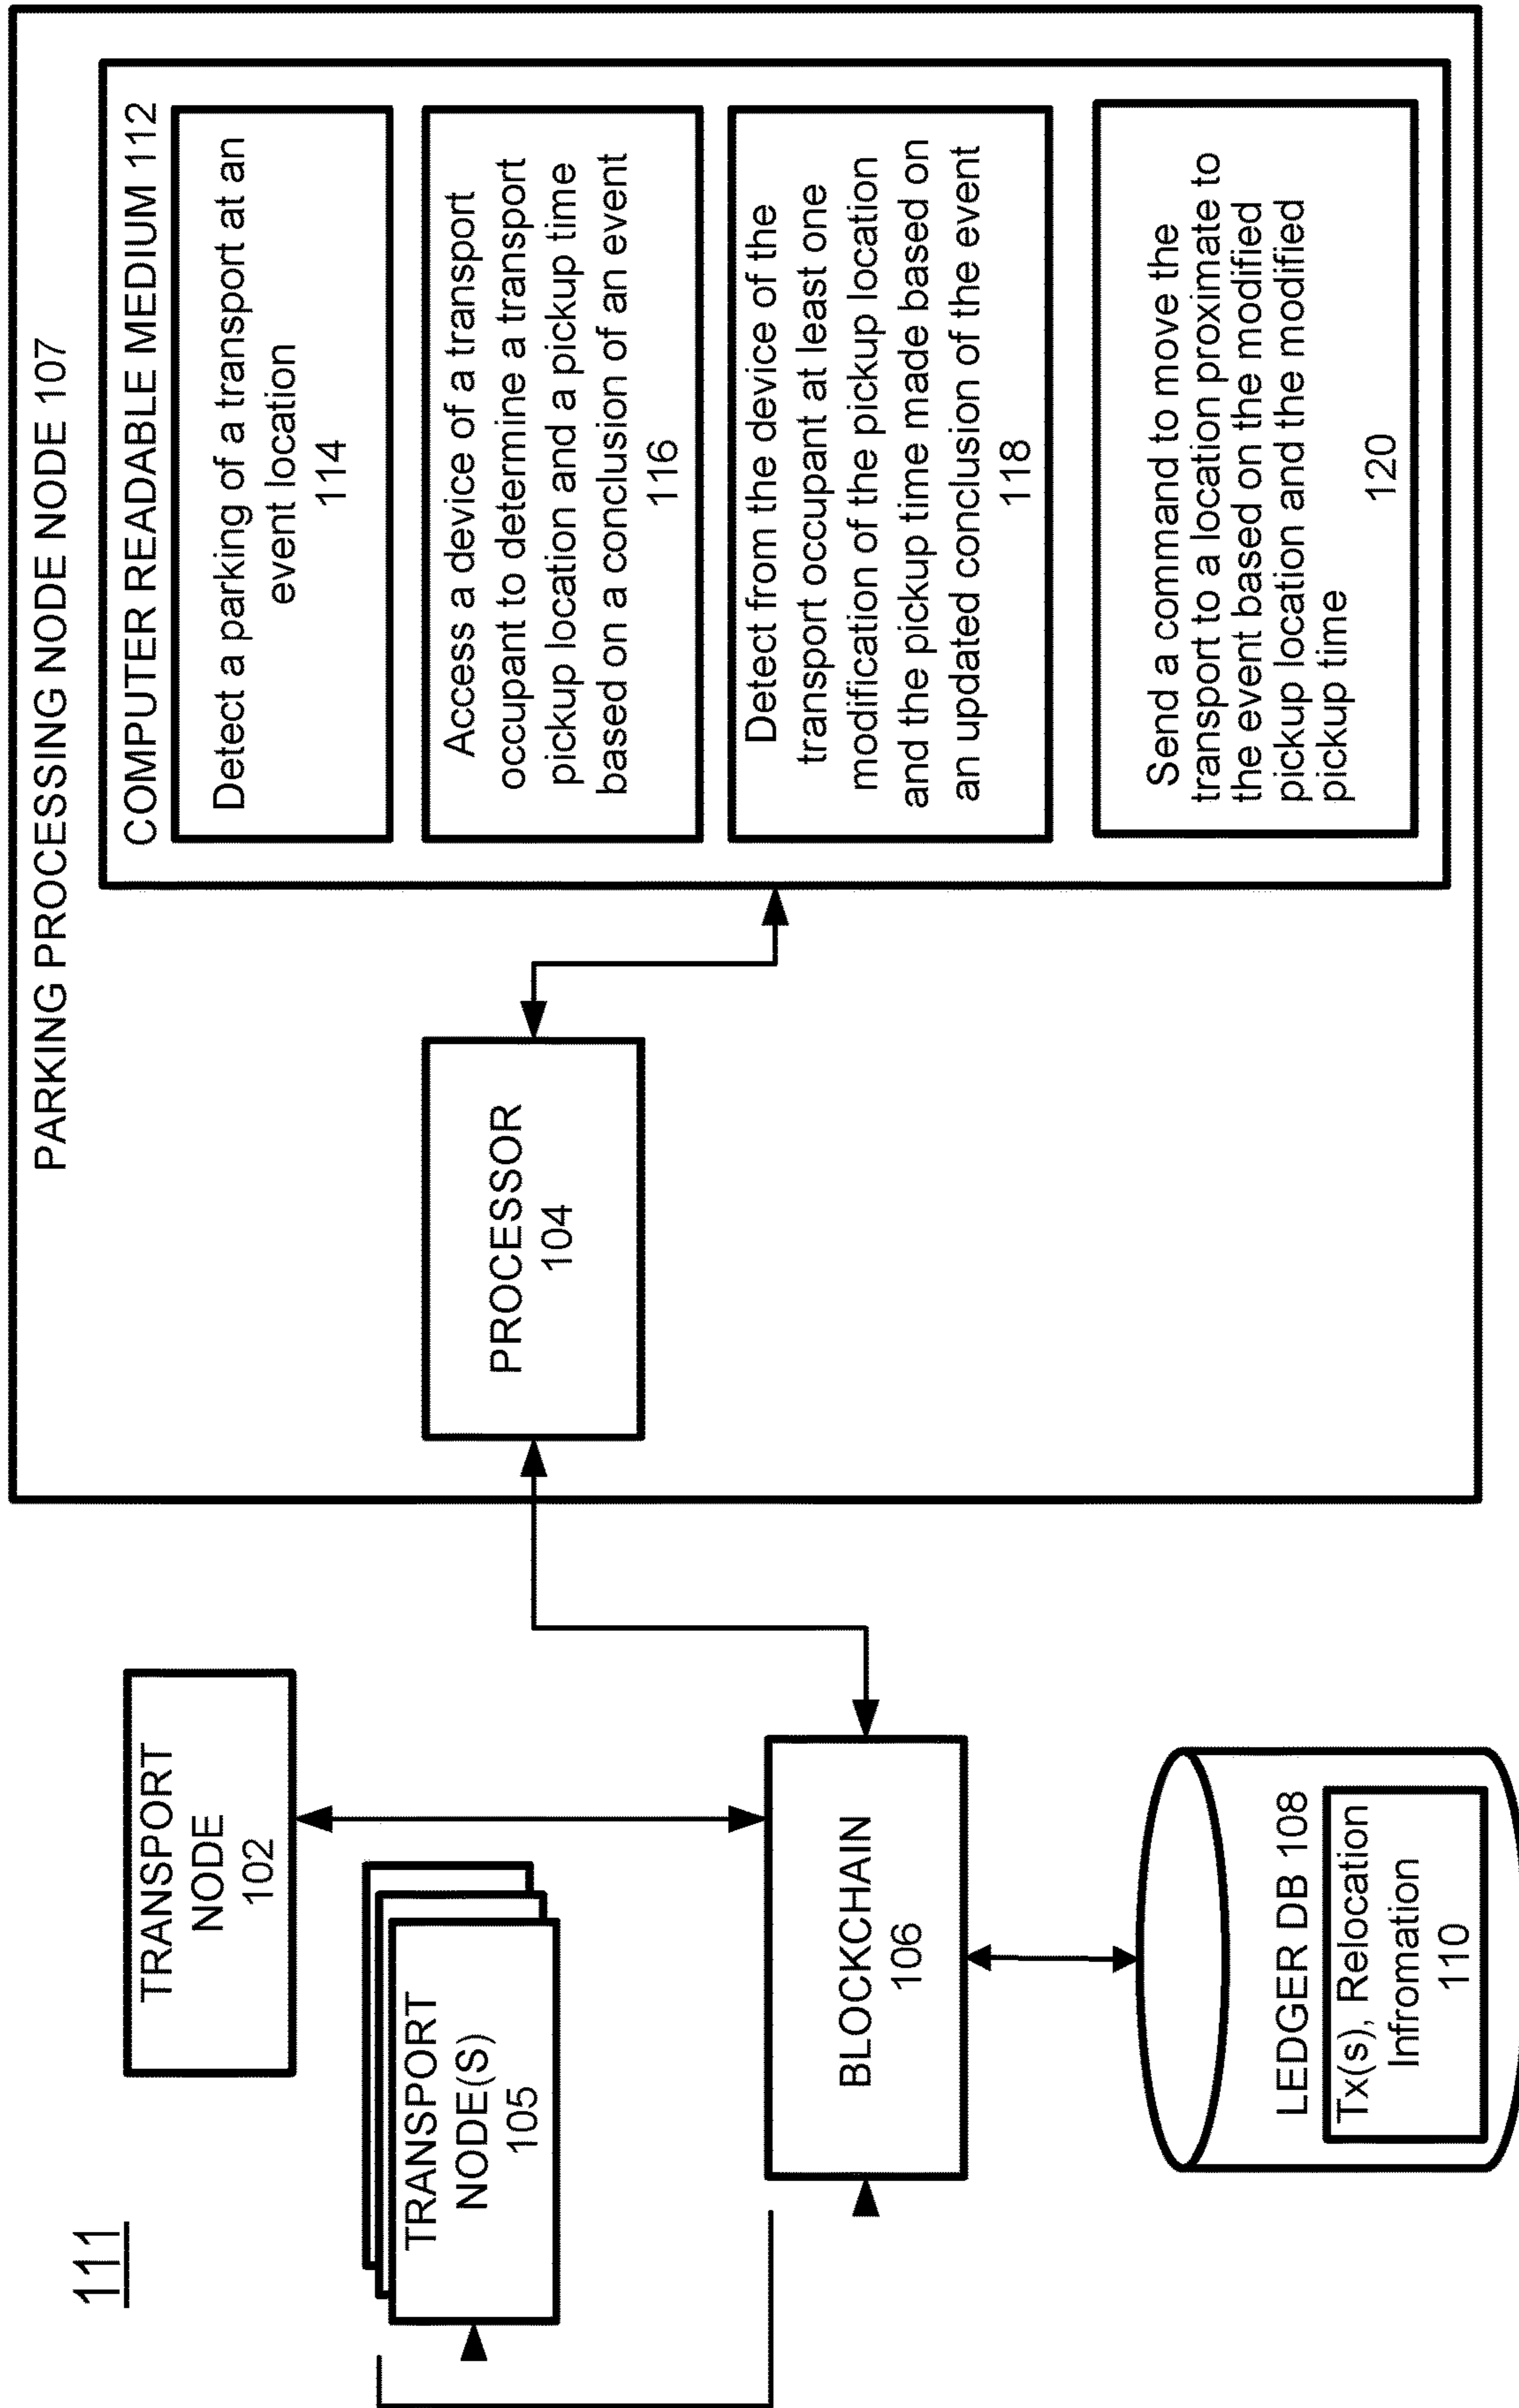 111
TRANSPORT
NODE
102
TRANSPORT
NODE(S)
105
BLOCKCHAIN
106
LEDGER DB 108
Tx(s), Relocation
Infromation
110
PARKING PROCESSING NODE NODE 107
PROCESSOR
104
COMPUTER READABLE MEDIUM 112
Detect a parking of a transport at an
event location
114
Access a device of a transport
occupant to determine a transport
pickup location and a pickup time
based on a conclusion of an event
116
Detect from the device of the
transport occupant at least one
modification of the pickup location
and the pickup time made based on
an updated conclusion of the event
118
Send a command to move the
transport to a location proximate to
the event based on the modified
pickup location and the modified
pickup time
120